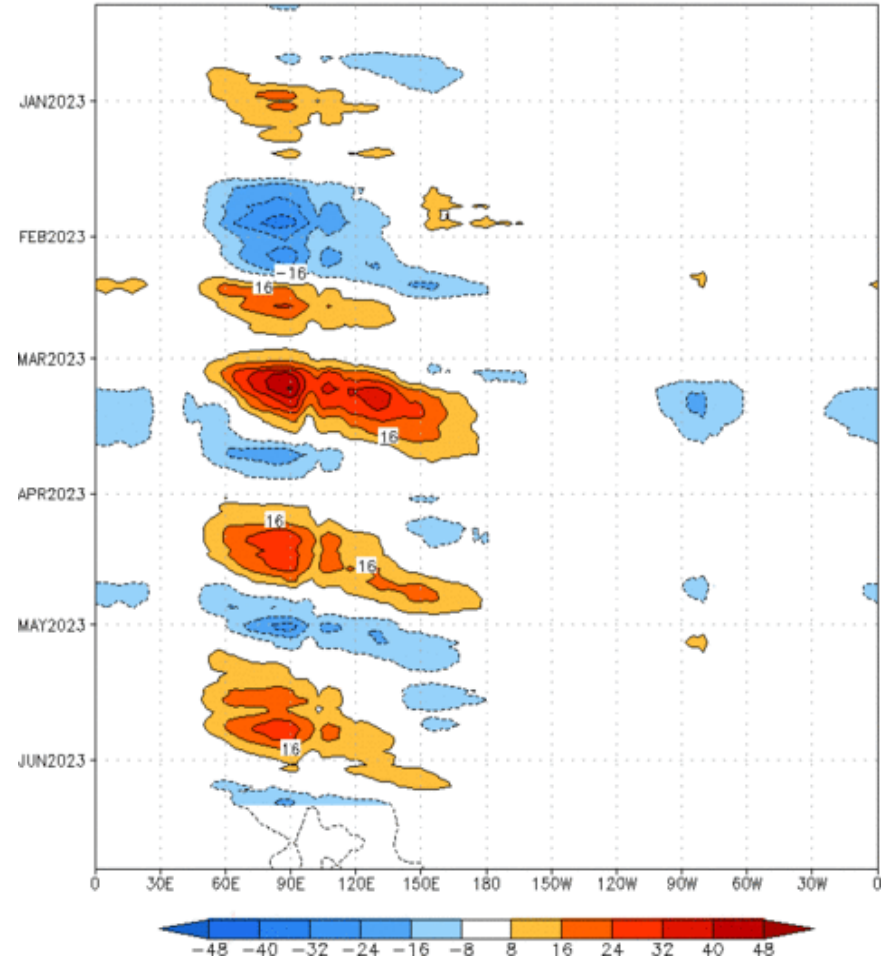 JAN2023
FEB2023
-16
16
MAR2023
16
APR2023
16
16
MAY2023
16
JUN2023
0 30E 60E 90E 120E 150E 180 150W 120W 90W 60W 30W 0
-48 -40 -32 -24 -16 -8 8 16 24 32 40 48